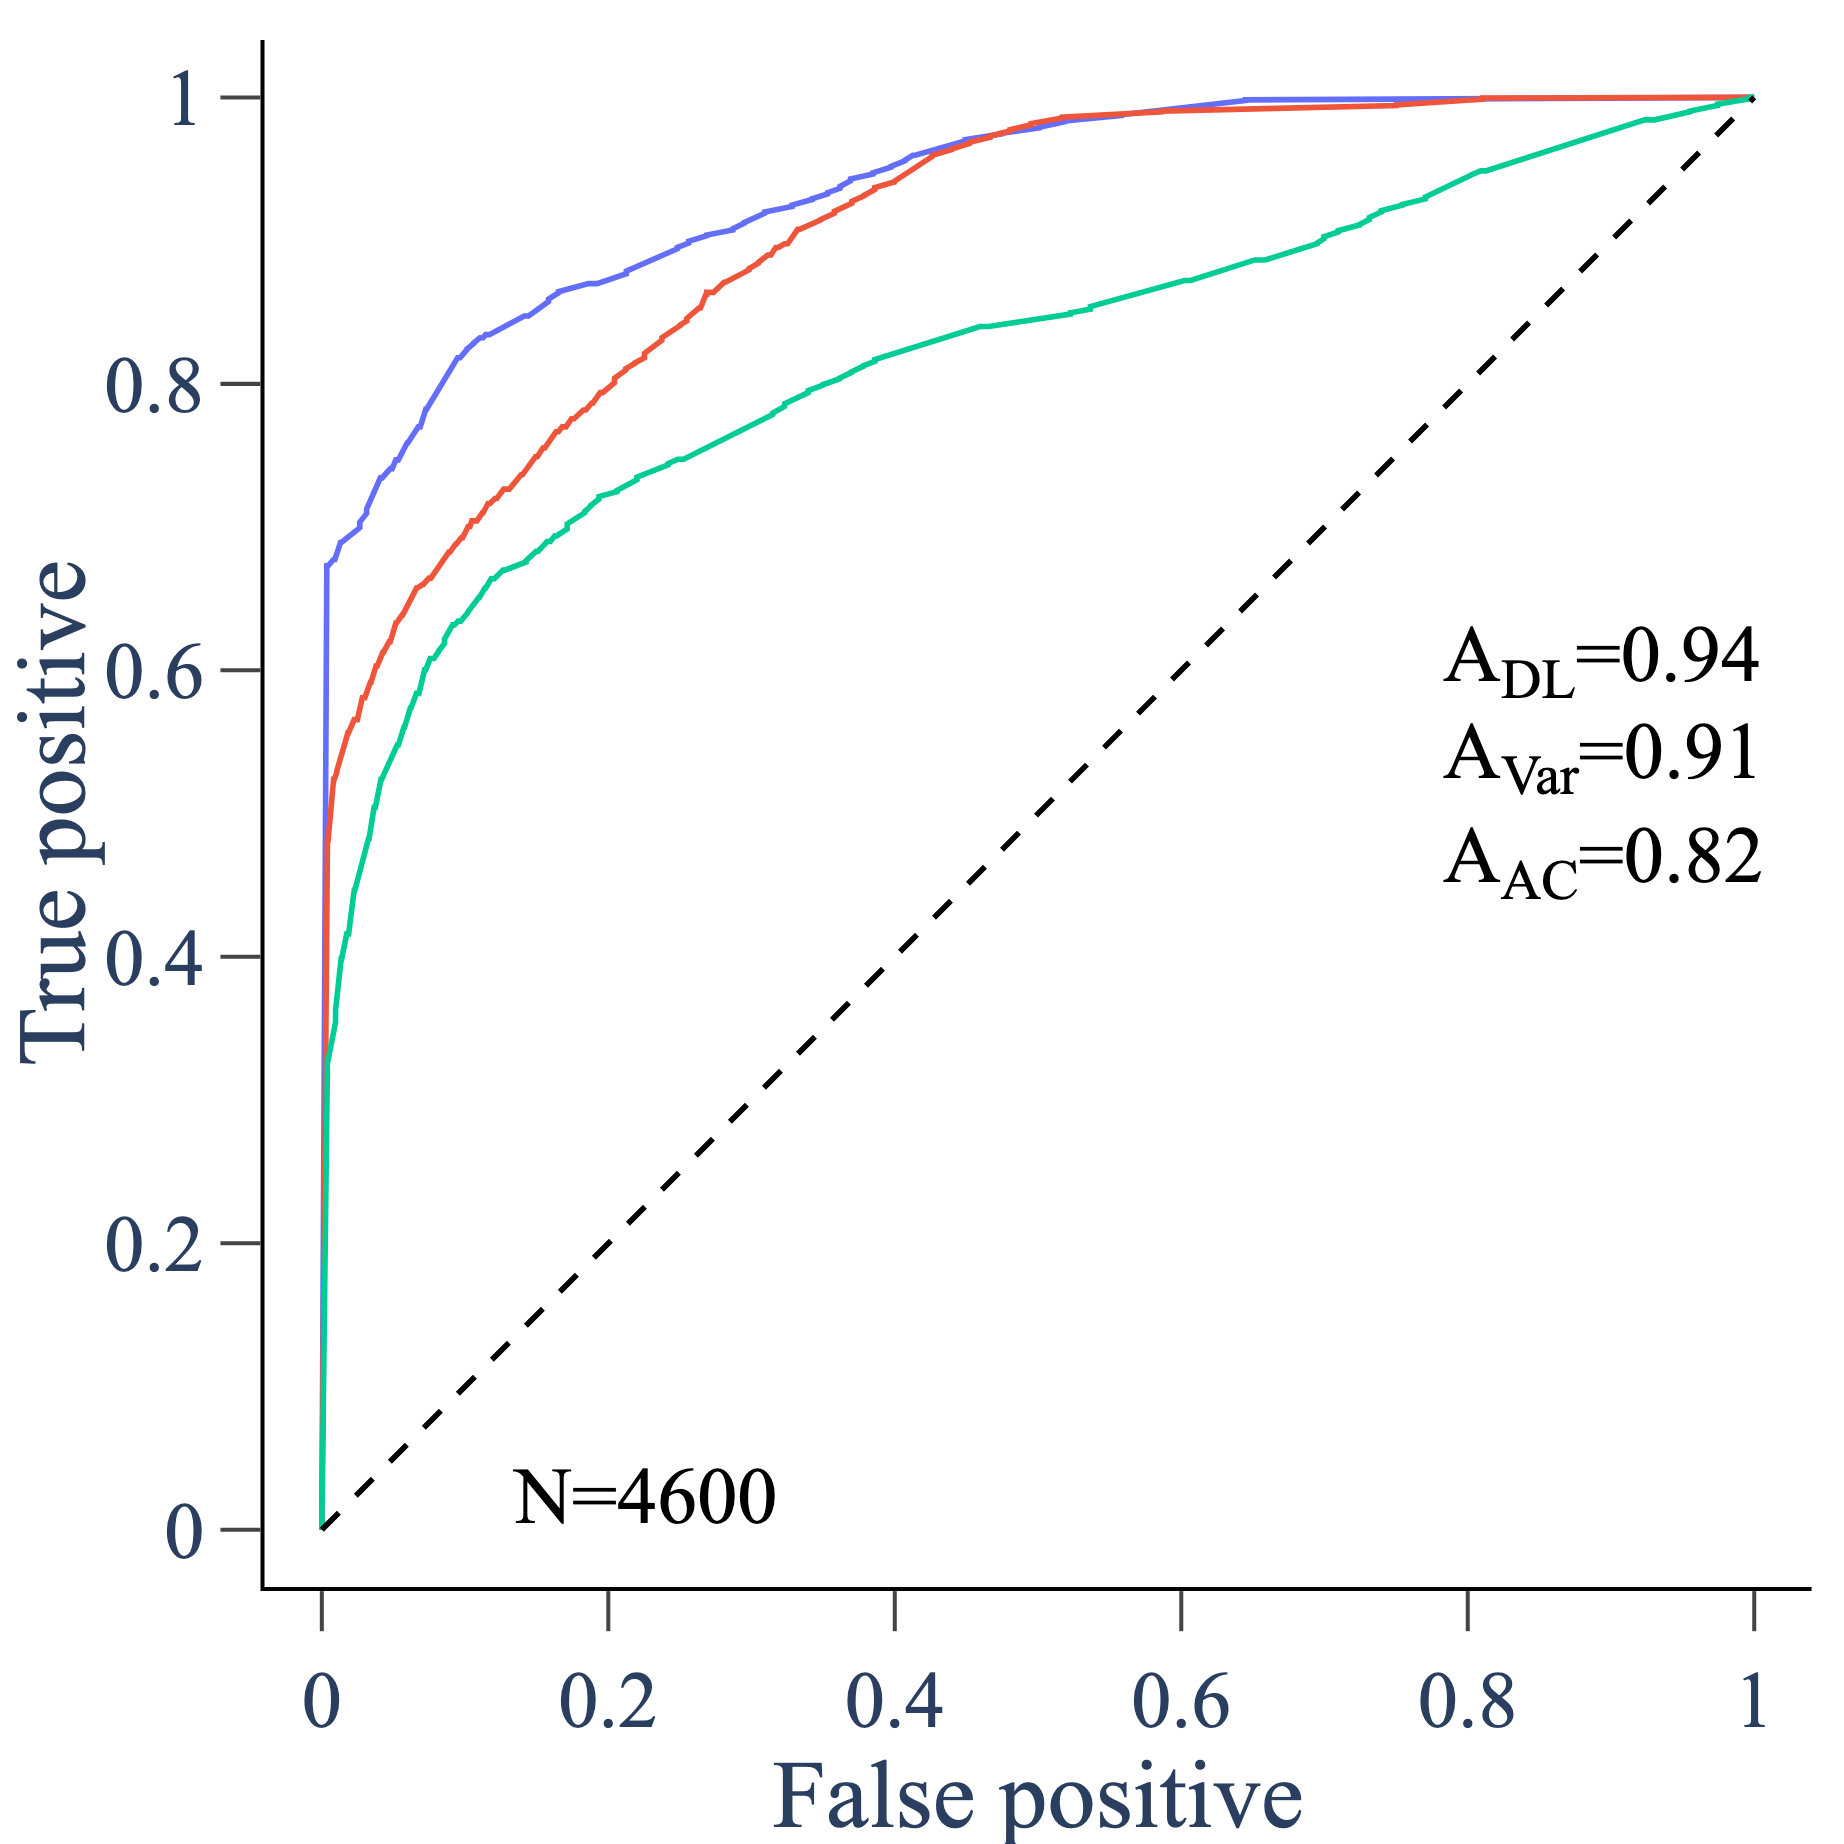 True positive
1
0.8
0.6
0.4
0.2
0
A_DL=0.94
A_Var=0.91
A_AC=0.82
N=4600
0 0.2 0.4 0.6 0.8 1
False positive